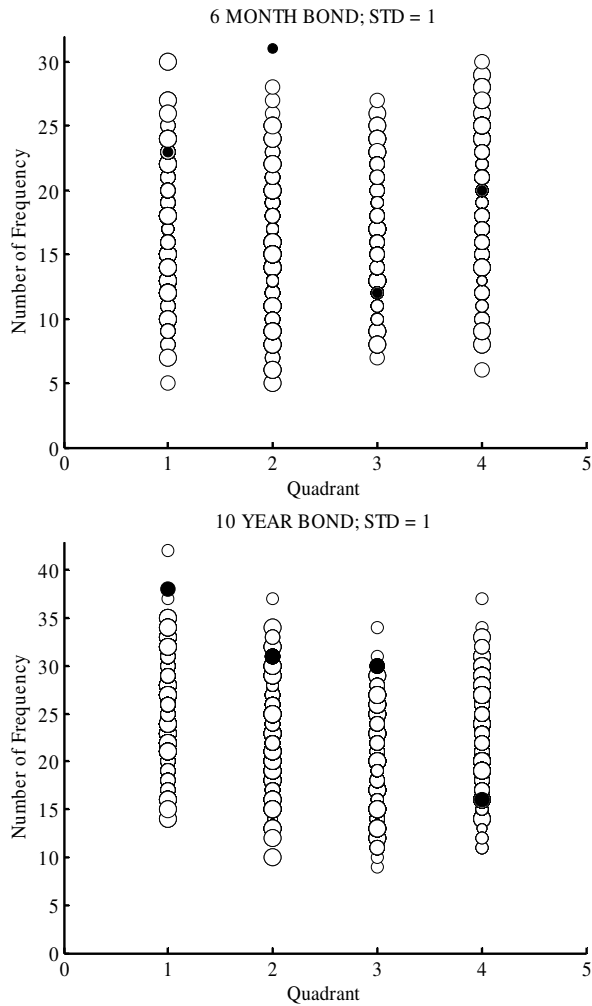 6 MONTH BOND; STD = 1
30
25
20
15
10
5
0
Number of Frequency
0 1 2 3 4 5
Quadrant
10 YEAR BOND; STD = 1
40
35
30
25
20
15
10
5
0
Number of Frequency
0 1 2 3 4 5
Quadrant